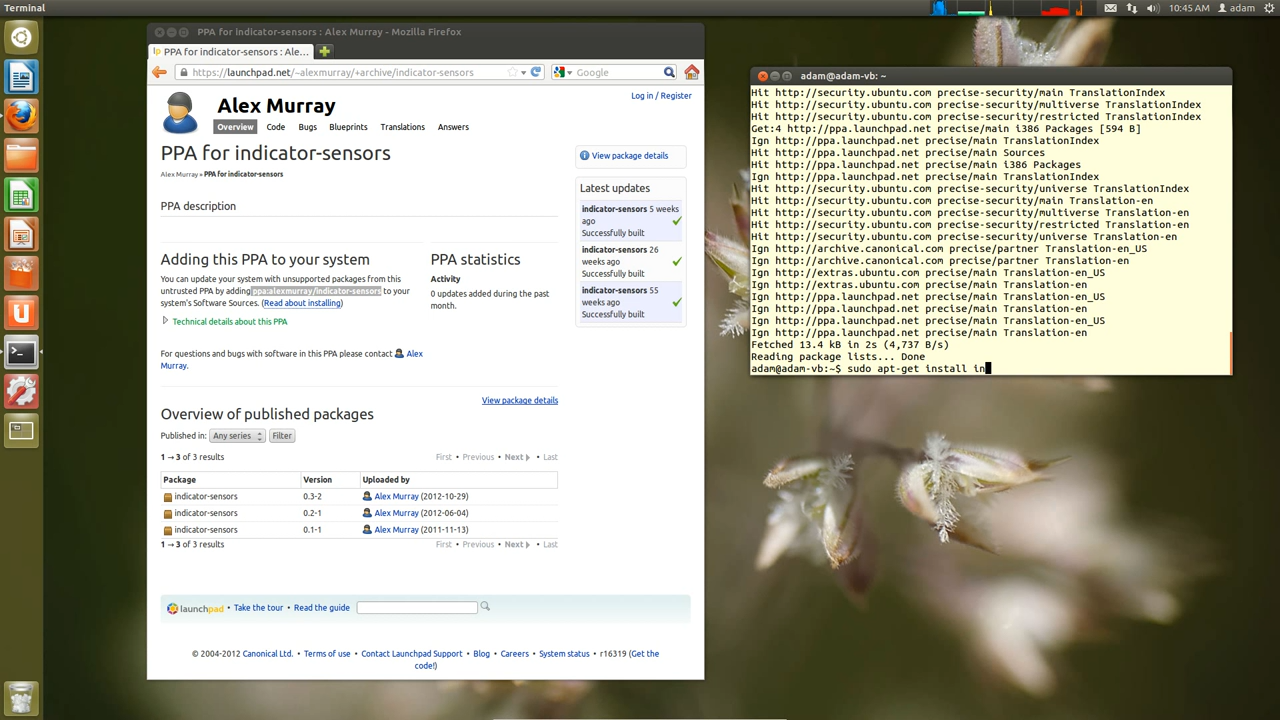 Terminal
10:45 AM
adam
PPA for indicator-sensors : Alex Murray - Mozilla Firefox
PPA for indicator-sensors : Ale...
https://launchpad.net/~alexmurray/+archive/indicator-sensors
Google
Log in / Register
Alex Murray
Overview
Code
Bugs
Blueprints
Translations
Answers
PPA for indicator-sensors
Alex Murray » PPA for indicator-sensors
PPA description
Adding this PPA to your system
You can update your system with unsupported packages from this
untrusted PPA by adding ppa:alexmurray/indicator-sensors to your
system's Software Sources. (Read about installing)
Technical details about this PPA
PPA statistics
Activity
0 updates added during the past
month.
For questions and bugs with software in this PPA please contact Alex
Murray.
View package details
Latest updates
indicator-sensors 5 weeks
ago
Successfully built
indicator-sensors 26
weeks ago
Successfully built
indicator-sensors 55
weeks ago
Successfully built
View package details
Overview of published packages
Published in: Any series Filter
1 → 3 of 3 results
First • Previous • Next • Last
Package Version Uploaded by
indicator-sensors 0.3-2 Alex Murray (2012-10-29)
indicator-sensors 0.2-1 Alex Murray (2012-06-04)
indicator-sensors 0.1-1 Alex Murray (2011-11-13)
1 → 3 of 3 results
First • Previous • Next • Last
launchpad • Take the tour • Read the guide
© 2004-2012 Canonical Ltd. • Terms of use • Contact Launchpad Support • Blog • Careers • System status • r16319 (Get the
code!)
adam@adam-vb: ~
Hit http://security.ubuntu.com precise-security/main TranslationIndex
Hit http://security.ubuntu.com precise-security/multiverse TranslationIndex
Hit http://security.ubuntu.com precise-security/restricted TranslationIndex
Get:4 http://ppa.launchpad.net precise/main i386 Packages [594 B]
Ign http://ppa.launchpad.net precise/main TranslationIndex
Hit http://ppa.launchpad.net precise/main Sources
Hit http://ppa.launchpad.net precise/main i386 Packages
Ign http://ppa.launchpad.net precise/main TranslationIndex
Hit http://security.ubuntu.com precise-security/universe TranslationIndex
Hit http://security.ubuntu.com precise-security/main Translation-en
Hit http://security.ubuntu.com precise-security/multiverse Translation-en
Hit http://security.ubuntu.com precise-security/restricted Translation-en
Hit http://security.ubuntu.com precise-security/universe Translation-en
Ign http://archive.canonical.com precise/partner Translation-en_US
Ign http://archive.canonical.com precise/partner Translation-en
Ign http://extras.ubuntu.com precise/main Translation-en_US
Ign http://extras.ubuntu.com precise/main Translation-en
Ign http://ppa.launchpad.net precise/main Translation-en_US
Ign http://ppa.launchpad.net precise/main Translation-en
Ign http://ppa.launchpad.net precise/main Translation-en_US
Ign http://ppa.launchpad.net precise/main Translation-en
Fetched 13.4 kB in 2s (4,737 B/s)
Reading package lists... Done
adam@adam-vb:~$ sudo apt-get install in